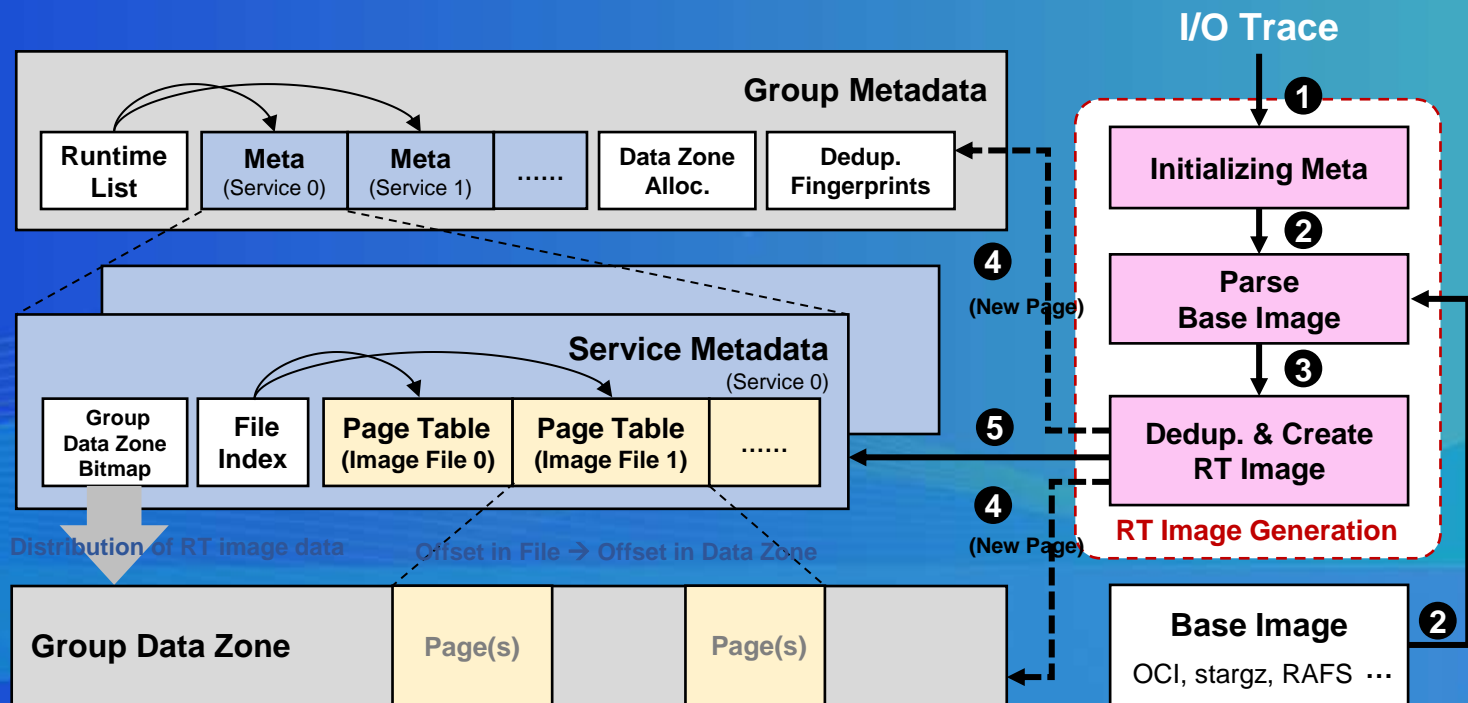 I/O Trace
Group Metadata
Runtime
List
Meta
(Service 0)
Meta
(Service 1)
……
Data Zone
Alloc.
Dedup.
Fingerprints
1
Initializing Meta
2
Parse
Base Image
3
Dedup. & Create
RT Image
RT Image Generation
4
(New Page)
5
4
(New Page)
Service Metadata
(Service 0)
Group
Data Zone
Bitmap
File
Index
Page Table
(Image File 0)
Page Table
(Image File 1)
……
Distribution of RT image data
Offset in File → Offset in Data Zone
Group Data Zone
Page(s)
Page(s)
Base Image
OCI, stargz, RAFS …
2